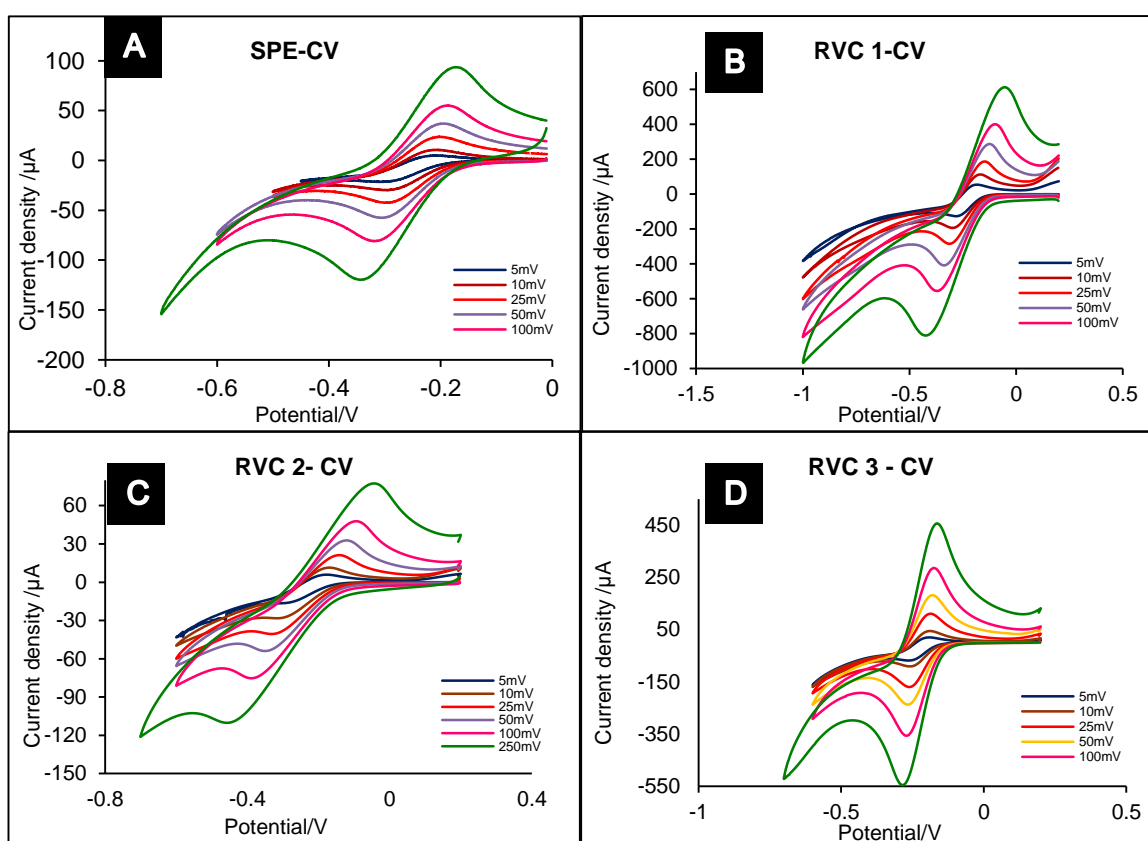 A
SPE-CV
Current density /µA
100
50
0
-50
-100
-150
-200
-0.8
-0.6
-0.4
-0.2
0
Potential/V
5mV
10mV
25mV
50mV
100mV
B
RVC 1-CV
Current density /µA
600
400
200
0
-200
-400
-600
-800
-1000
-1.5
-1
-0.5
0
0.5
Potential/V
5mV
10mV
25mV
50mV
100mV
C
RVC 2- CV
Current density /µA
60
30
0
-30
-60
-90
-120
-150
-0.8
-0.4
0
0.4
Potential/V
5mV
10mV
25mV
50mV
100mV
250mV
D
RVC 3 - CV
Current density /µA
450
250
50
-150
-350
-550
-1
-0.5
0
0.5
Potential/V
5mV
10mV
25mV
50mV
100mV